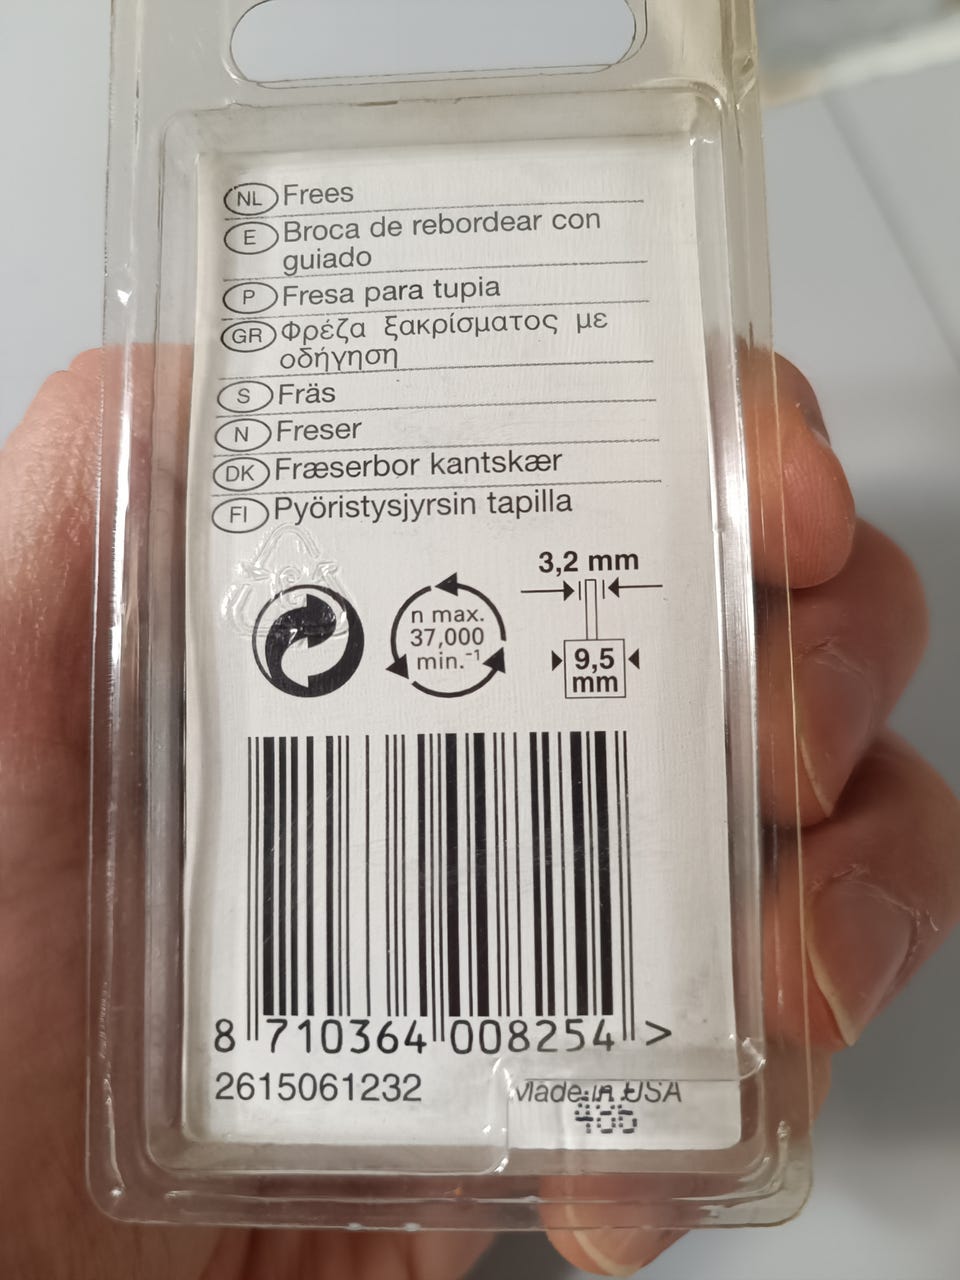 NL Frees
E Broca de rebordear con
guiado
P Fresa para tupia
GR Φρέζα ξακρίσματος με
οδήγηση
S Fräs
N Freser
DK Fræserbor kantskær
FI Pyöristysjyrsin tapilla
3,2 mm
n max.
37,000
min.⁻¹
9,5
mm
8 710364 008254 >
2615061232
Made in USA